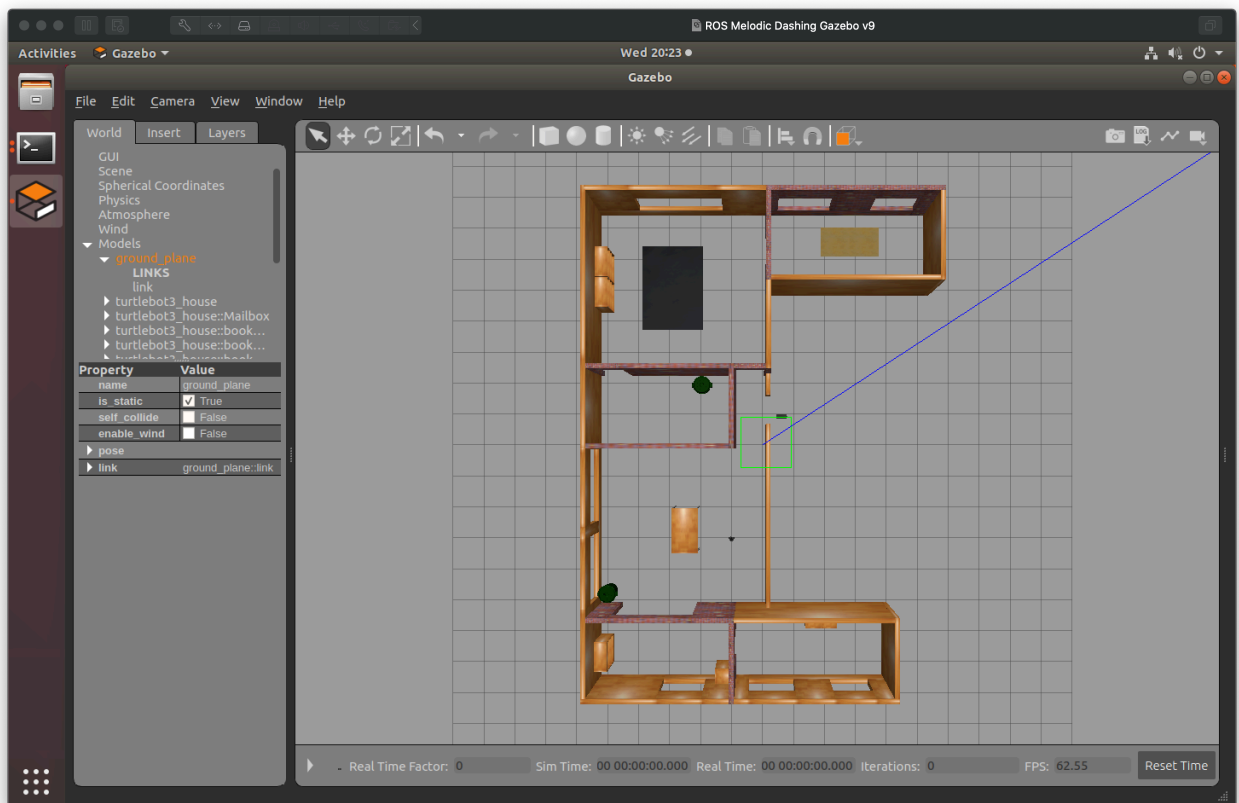 ROS Melodic Dashing Gazebo v9
Activities Gazebo Wed 20:23
Gazebo
File Edit Camera View Window Help
World Insert Layers
LOG
GUI
Scene
Spherical Coordinates
Physics
Atmosphere
Wind
Models
ground_plane
LINKS
link
turtlebot3_house
turtlebot3_house::Mailbox
turtlebot3_house::book...
turtlebot3_house::book...
turtlebot3_house::book
Property Value
name ground_plane
is_static True
self_collide False
enable_wind False
pose
link ground_plane::link
Real Time Factor: 0 Sim Time: 00 00:00:00.000 Real Time: 00 00:00:00.000 Iterations: 0 FPS: 62.55 Reset Time